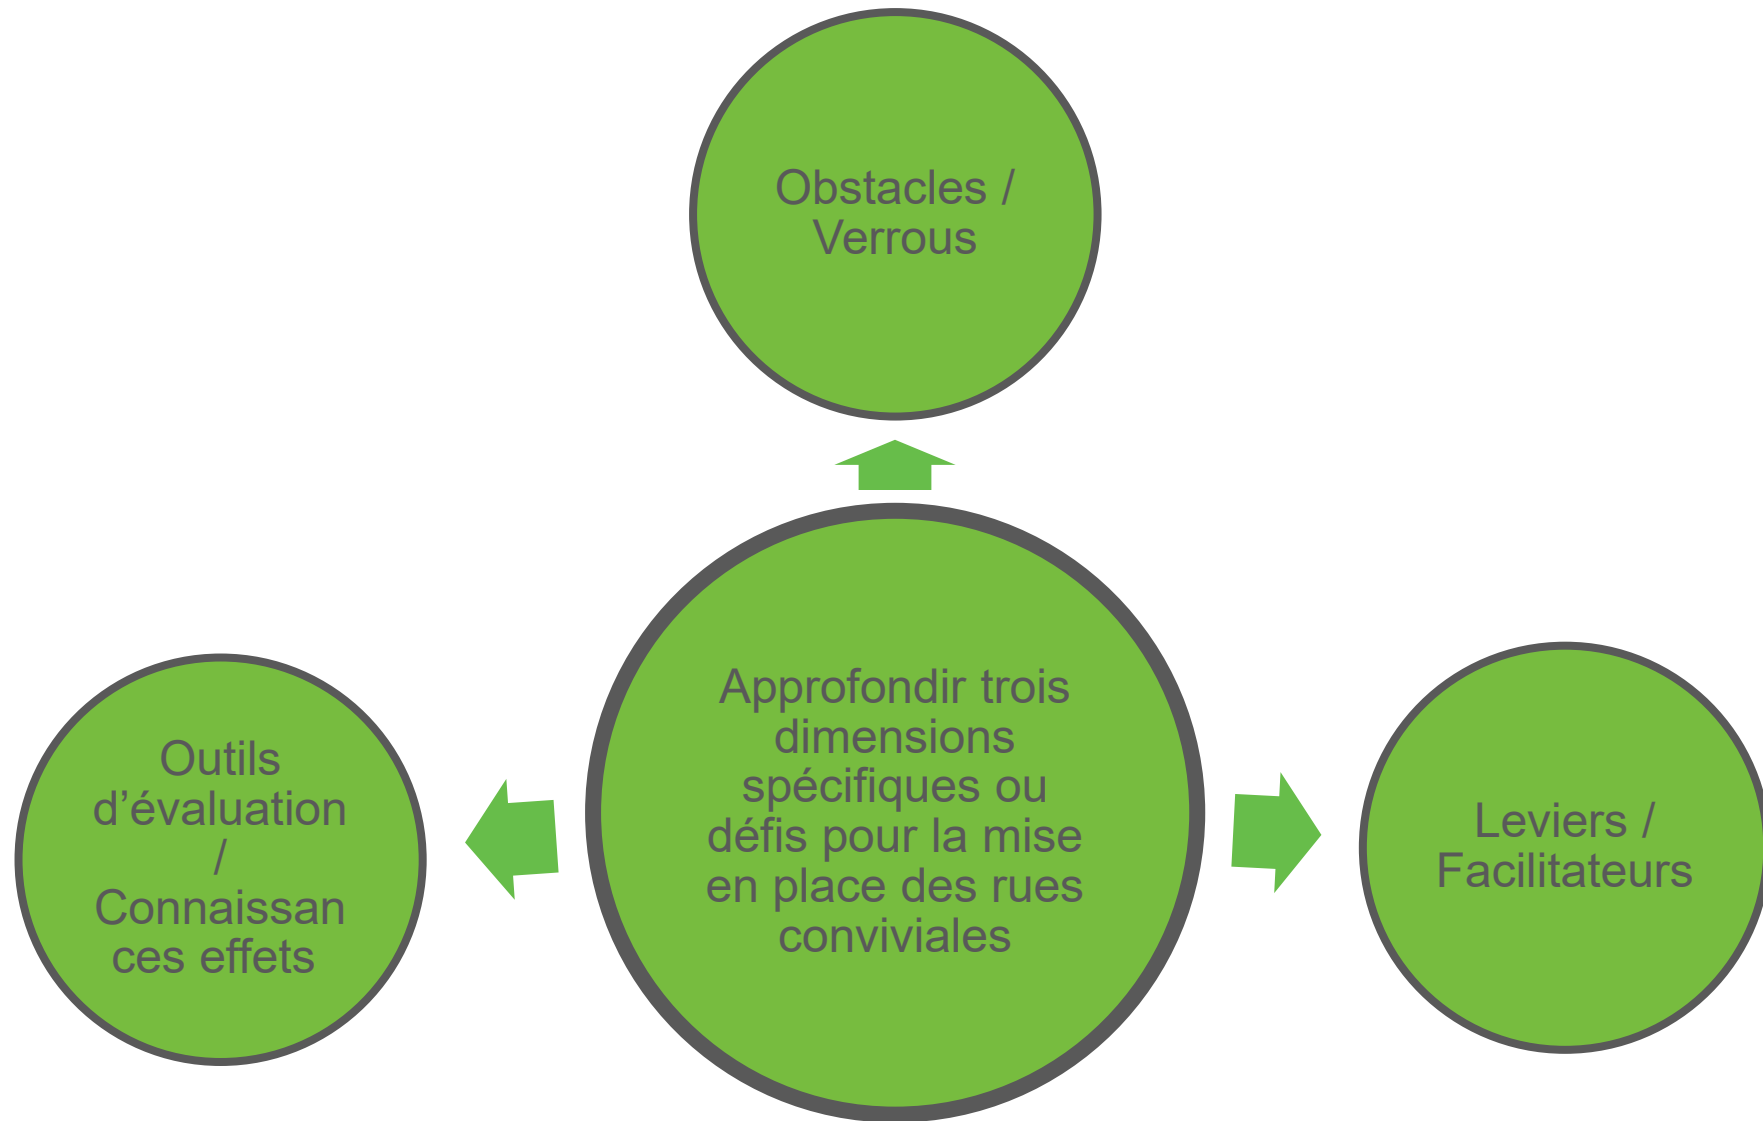 Obstacles /
Verrous
Approfondir trois
dimensions
spécifiques ou
défis pour la mise
en place des rues
conviviales
Outils
d’évaluation
/
Connaissan
ces effets
Leviers /
Facilitateurs